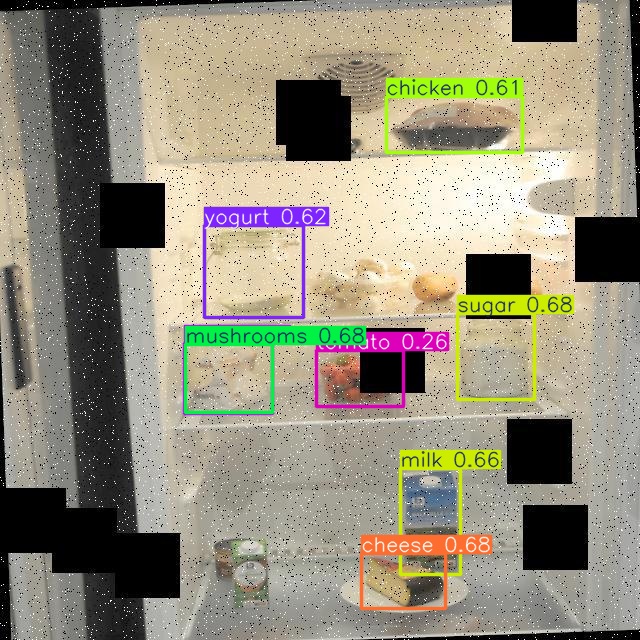 chicken 0.61
yogurt 0.62
sugar 0.68
mushrooms 0.68
tomato 0.26
milk 0.66
cheese 0.68